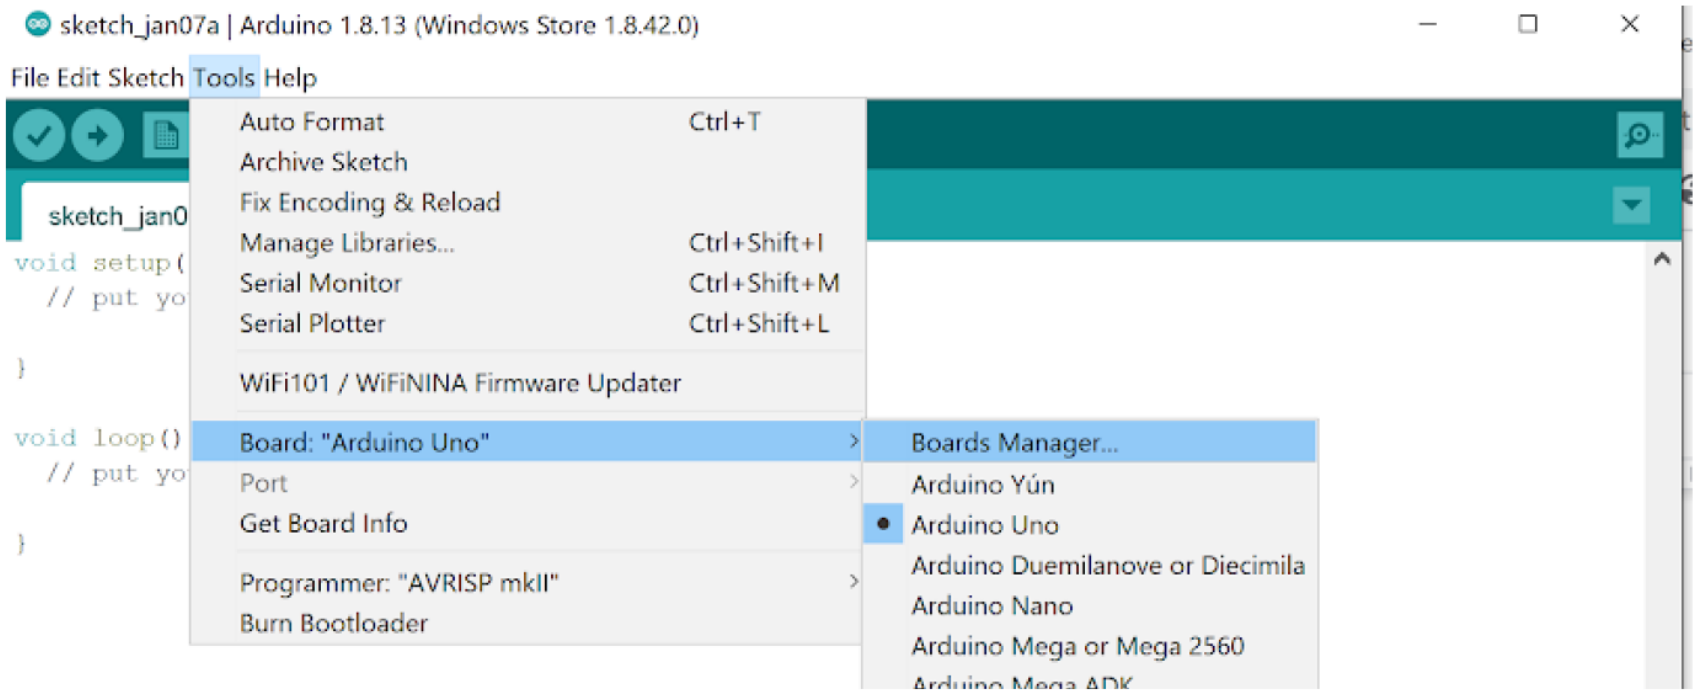 sketch_jan07a | Arduino 1.8.13 (Windows Store 1.8.42.0)
File Edit Sketch Tools Help
Auto Format Ctrl+T
Archive Sketch
Fix Encoding & Reload
Manage Libraries... Ctrl+Shift+I
Serial Monitor Ctrl+Shift+M
Serial Plotter Ctrl+Shift+L
WiFi101 / WiFiNINA Firmware Updater
Board: "Arduino Uno"
Port
Get Board Info
Programmer: "AVRISP mkII"
Burn Bootloader
Boards Manager...
Arduino Yún
Arduino Uno
Arduino Duemilanove or Diecimila
Arduino Nano
Arduino Mega or Mega 2560
Arduino Mega ADK
sketch_jan0
void setup(
// put yo
}
void loop()
// put yo
}